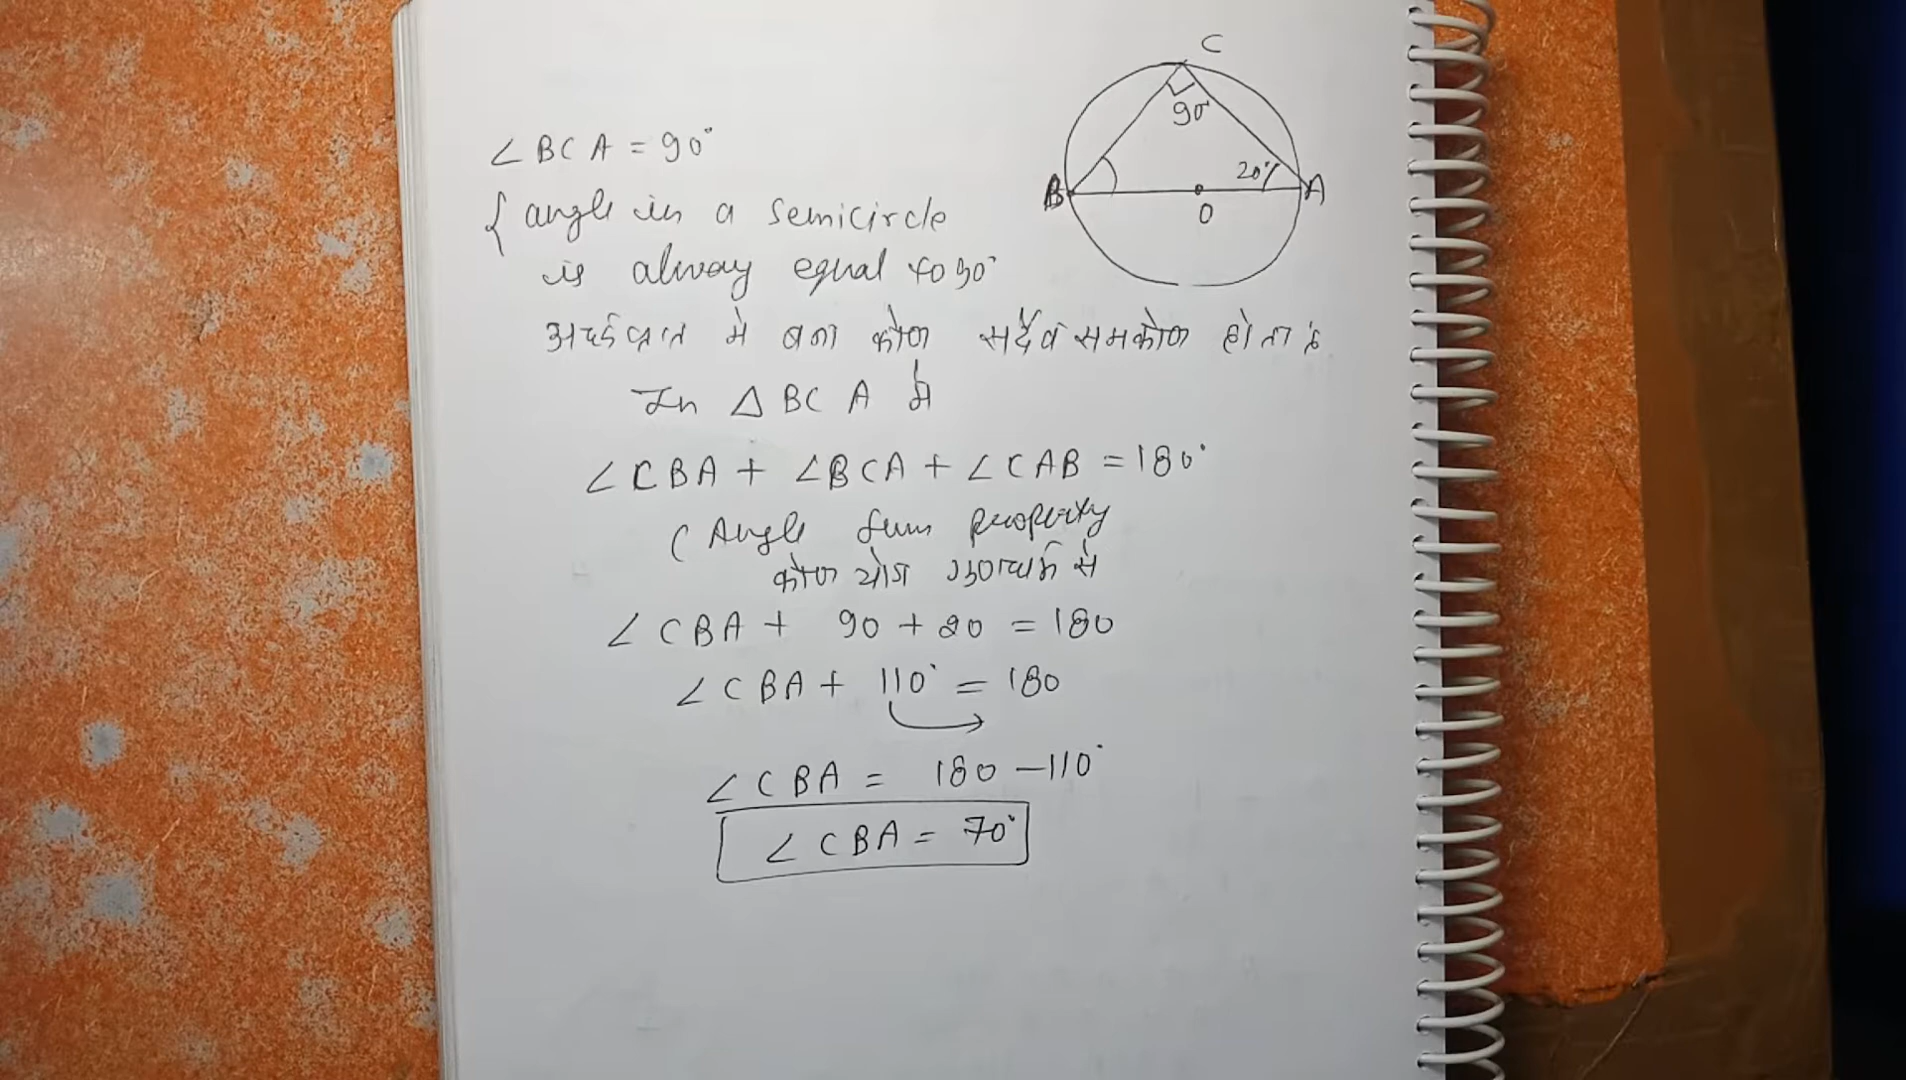 C
90
20°
B
A
O
∠BCA = 90°
{ angle in a semicircle
is alway equal to 90°
अर्द्धवृत्त में बना कोण सदैव समकोण होता है
In △ BCA में
∠CBA + ∠BCA + ∠CAB = 180°
( Angle sum property
कोण योग गुणधर्म से
∠CBA + 90 + 20 = 180
∠CBA + 110° = 180
∠CBA = 180 - 110°
∠CBA = 70°